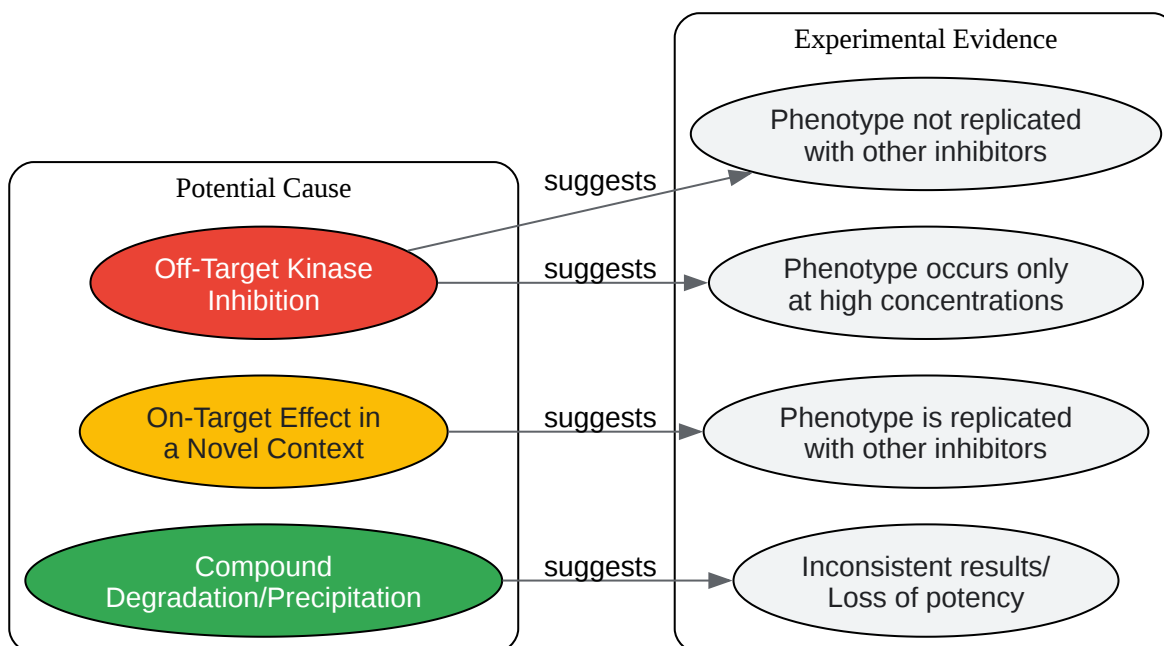 Experimental Evidence
Phenotype not replicated
with other inhibitors
suggests
Potential Cause
Off-Target Kinase
Inhibition
suggests
Phenotype occurs only
at high concentrations
On-Target Effect in
a Novel Context
suggests
Phenotype is replicated
with other inhibitors
Compound
Degradation/Precipitation
suggests
Inconsistent results/
Loss of potency